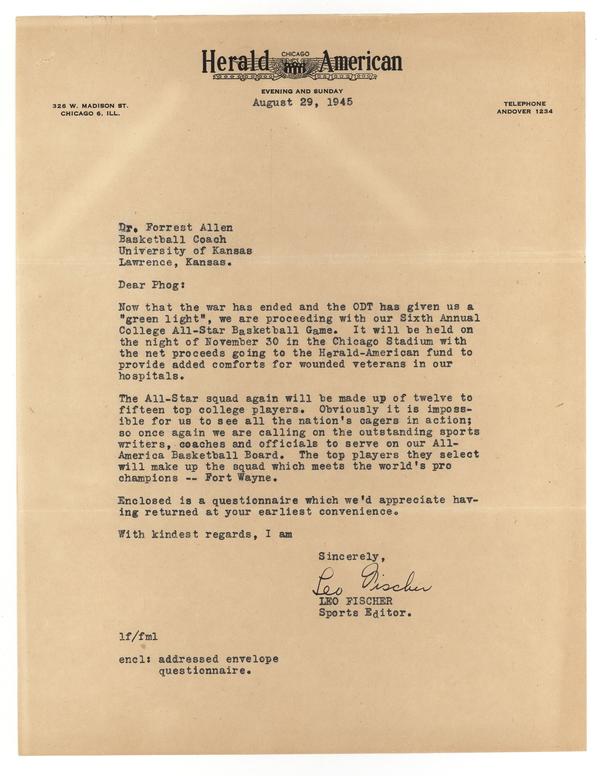 CHICAGO
Herald American
EVENING AND SUNDAY
326 W. MADISON ST.
CHICAGO 6, ILL.
August 29, 1945
TELEPHONE
ANDOVER 1234
Dr. Forrest Allen
Basketball Coach
University of Kansas
Lawrence, Kansas.
Dear Phog:
Now that the war has ended and the ODT has given us a
"green light", we are proceeding with our Sixth Annual
College All-Star Basketball Game. It will be held on
the night of November 30 in the Chicago Stadium with
the net proceeds going to the Herald-American fund to
provide added comforts for wounded veterans in our
hospitals.
The All-Star squad again will be made up of twelve to
fifteen top college players. Obviously it is imposs-
ible for us to see all the nation's cagers in action;
so once again we are calling on the outstanding sports
writers, coaches and officials to serve on our All-
America Basketball Board. The top players they select
will make up the squad which meets the world's pro
champions -- Fort Wayne.
Enclosed is a questionnaire which we'd appreciate hav-
ing returned at your earliest convenience.
With kindest regards, I am
Sincerely,
Leo Fischer
LEO FISCHER
Sports Editor.
lf/fml
encl: addressed envelope
questionnaire.